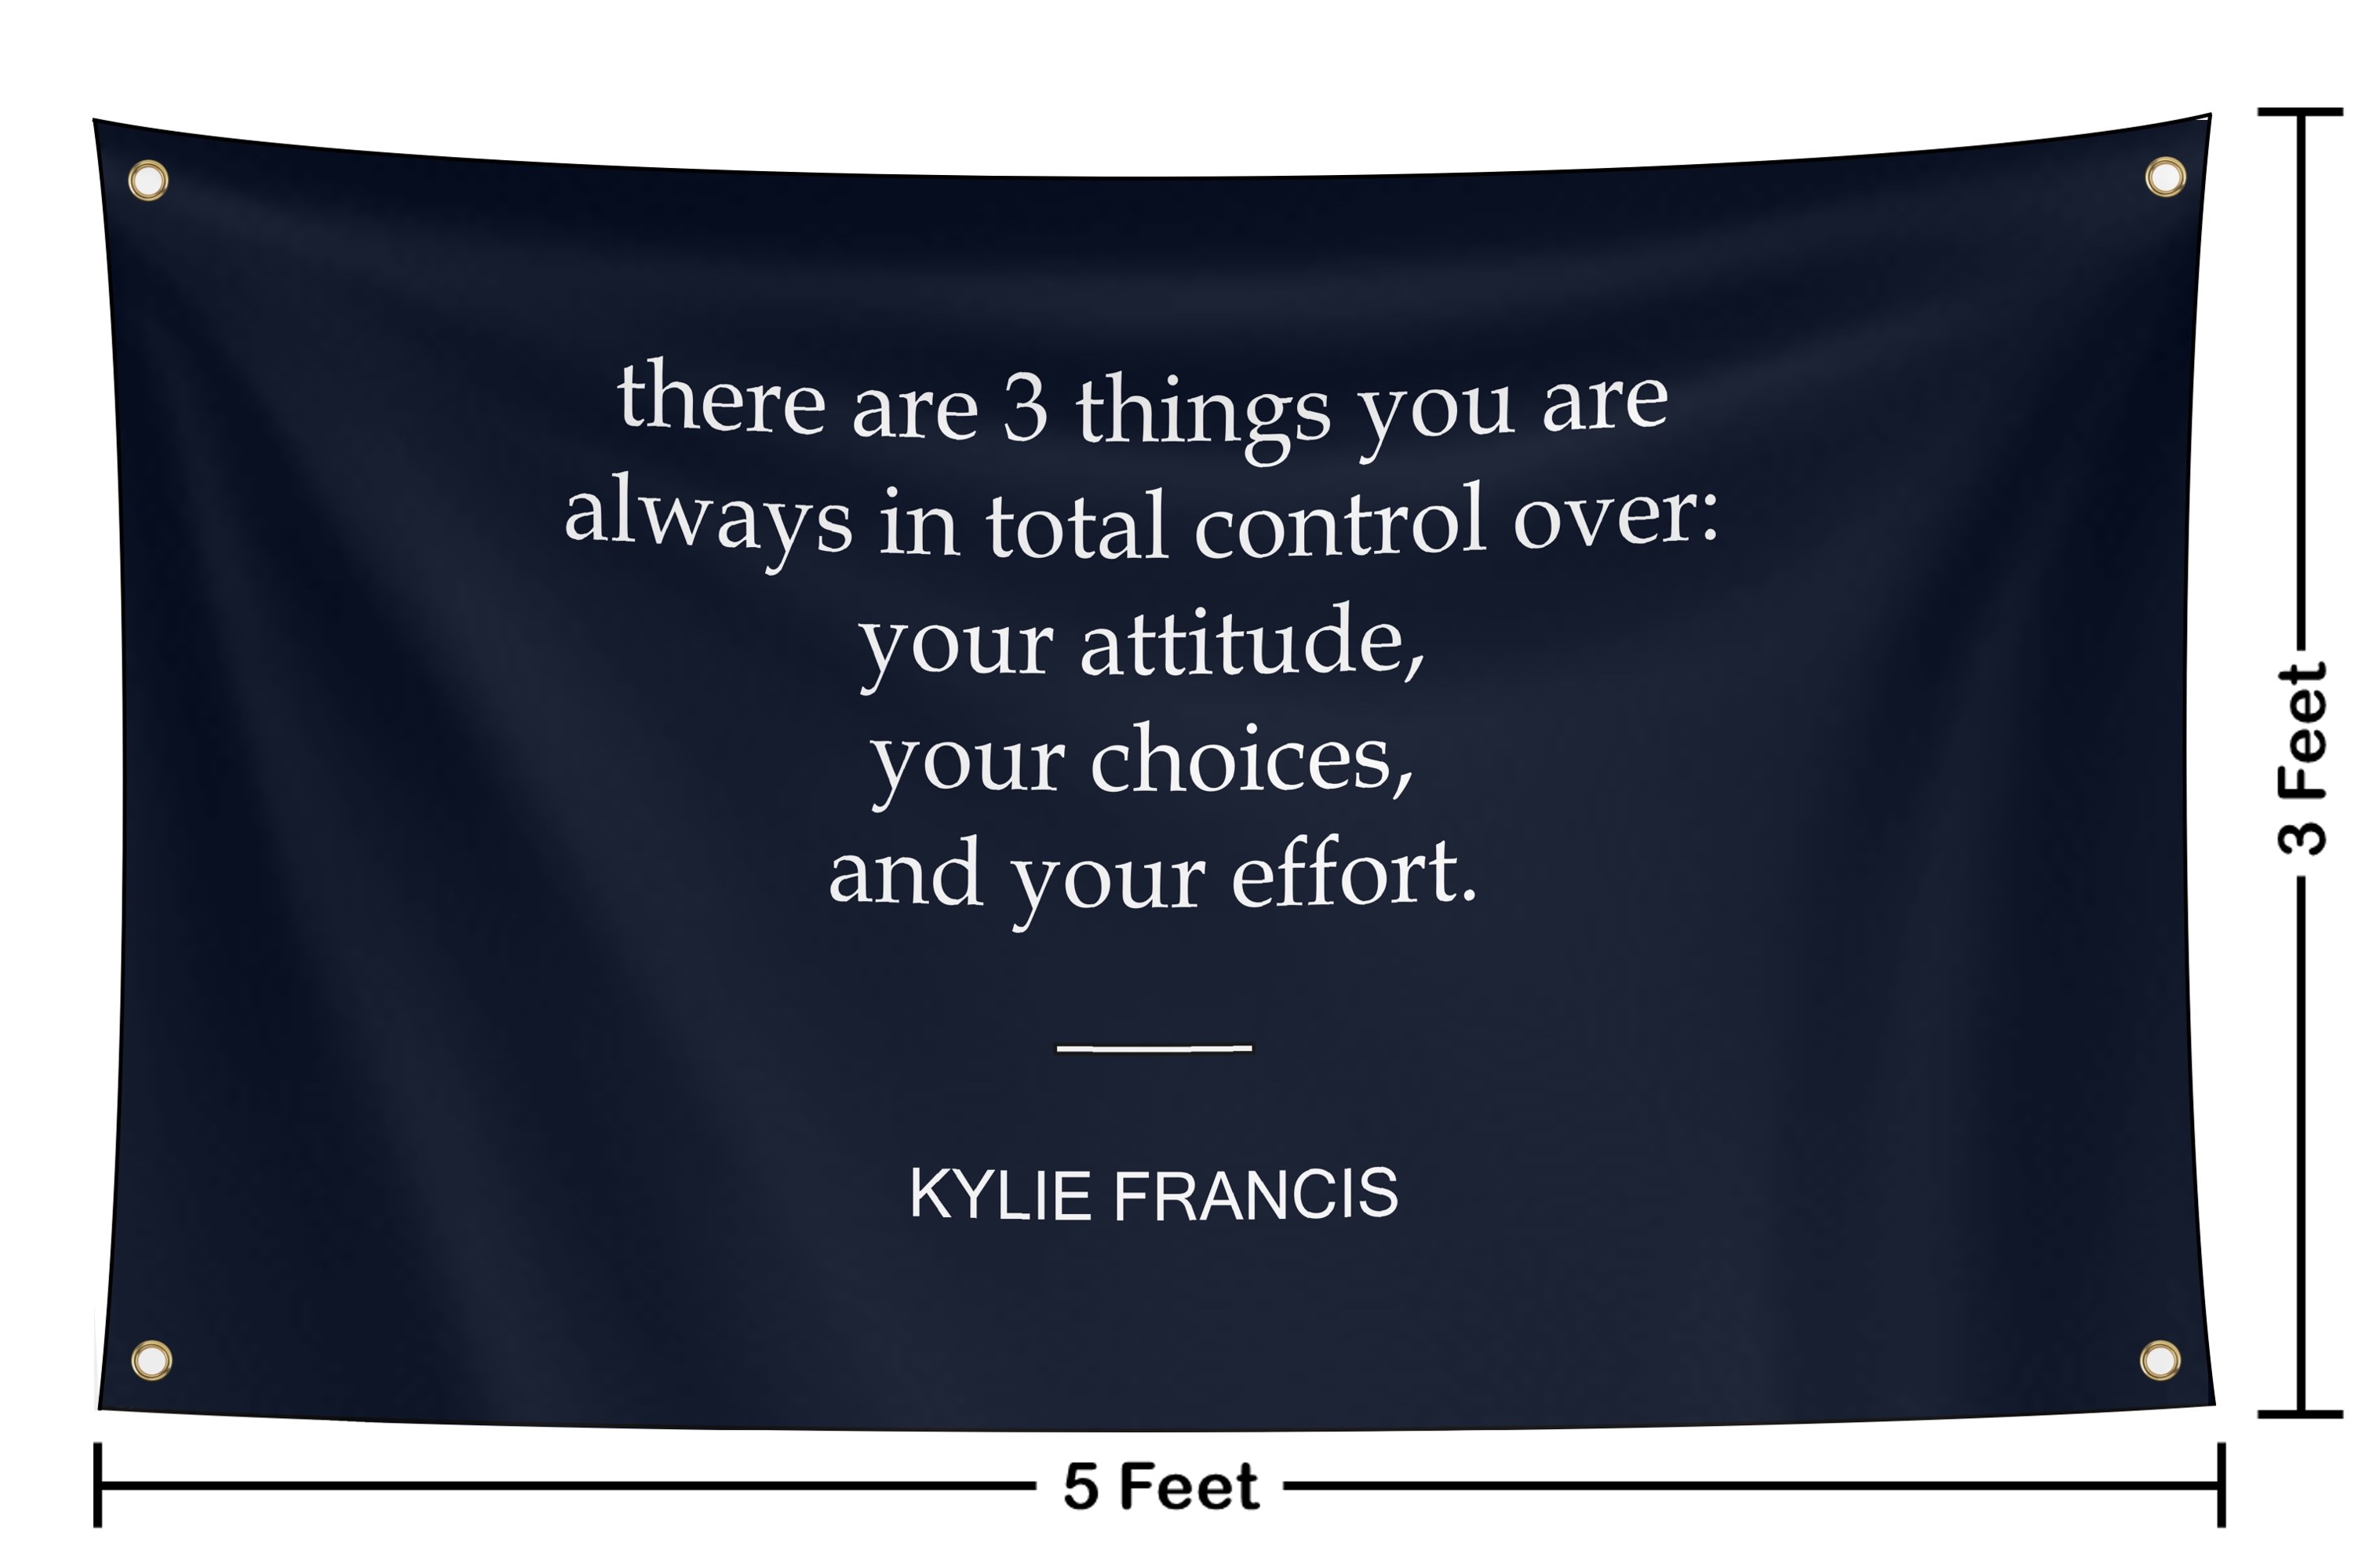 there are 3 things you are
always in total control over:
your attitude,
your choices,
and your effort.
KYLIE FRANCIS
3 Feet
5 Feet